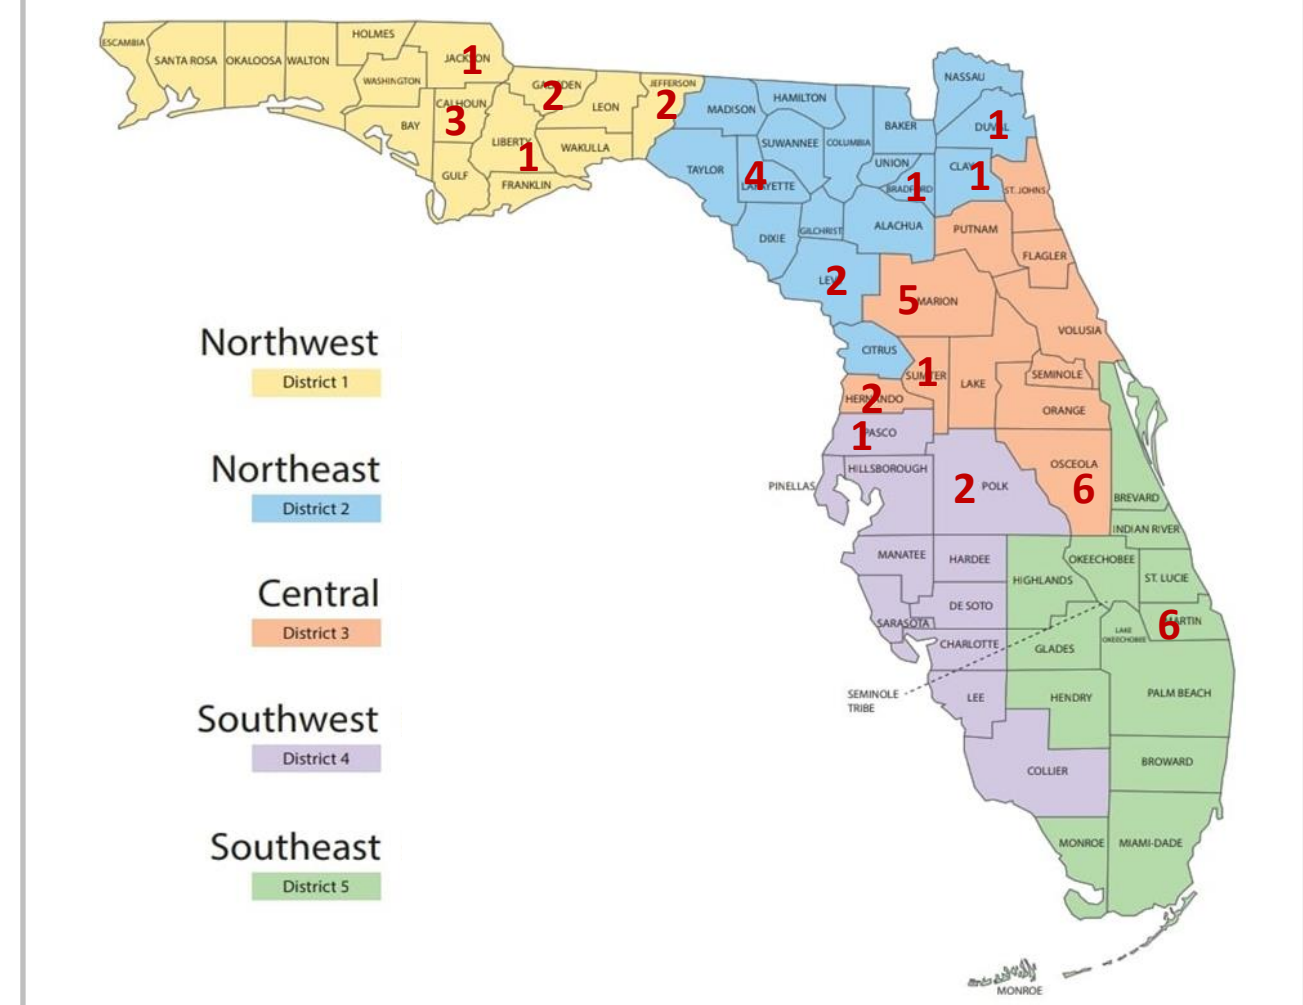 ESCAMBIA
SANTA ROSA
OKALOOSA
WALTON
HOLMES
WASHINGTON
JACKSON
1
BAY
CALHOUN
3
GULF
LIBERTY
1
GADSDEN
2
LEON
WAKULLA
FRANKLIN
JEFFERSON
2
MADISON
TAYLOR
HAMILTON
SUWANNEE
4
LAFAYETTE
COLUMBIA
DIXIE
GILCHRIST
BAKER
UNION
BRADFORD
1
ALACHUA
NASSAU
DUVAL
1
CLAY
1
LEVY
2
CITRUS
ST. JOHNS
PUTNAM
FLAGLER
5
MARION
VOLUSIA
SUMTER
1
LAKE
SEMINOLE
ORANGE
HERNANDO
2
OSCEOLA
6
PASCO
1
HILLSBOROUGH
PINELLAS
POLK
2
MANATEE
HARDEE
DE SOTO
SARASOTA
CHARLOTTE
LEE
COLLIER
BREVARD
INDIAN RIVER
OKEECHOBEE
HIGHLANDS
ST. LUCIE
MARTIN
6
LAKE
OKEECHOBEE
GLADES
SEMINOLE
TRIBE
HENDRY
PALM BEACH
BROWARD
MONROE
MIAMI-DADE
MONROE
Northwest
District 1
Northeast
District 2
Central
District 3
Southwest
District 4
Southeast
District 5